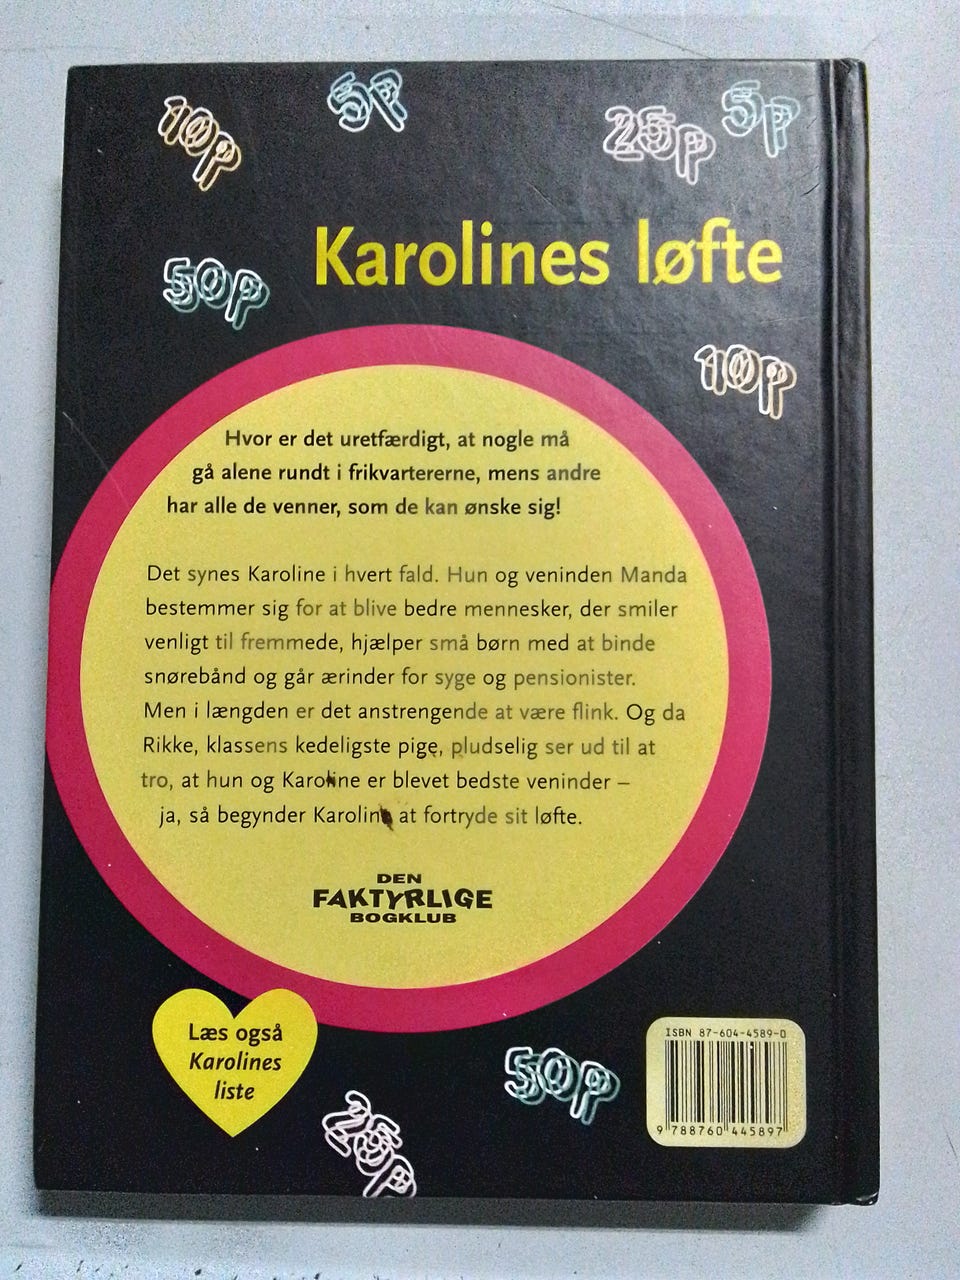 10P
5P
25P
5P
Karolines løfte
50P
10P
Hvor er det uretfærdigt, at nogle må
gå alene rundt i frikvartererne, mens andre
har alle de venner, som de kan ønske sig!
Det synes Karoline i hvert fald. Hun og veninden Manda
bestemmer sig for at blive bedre mennesker, der smiler
venligt til fremmede, hjælper små børn med at binde
snørebånd og går ærinder for syge og pensionister.
Men i længden er det anstrengende at være flink. Og da
Rikke, klassens kedeligste pige, pludselig ser ud til at
tro, at hun og Karoline er blevet bedste veninder –
ja, så begynder Karoline at fortryde sit løfte.
DEN
FAKTYRLIGE
BOGKLUB
Læs også
Karolines
liste
50P
25P
ISBN 87-604-4589-0
9 788760 445897